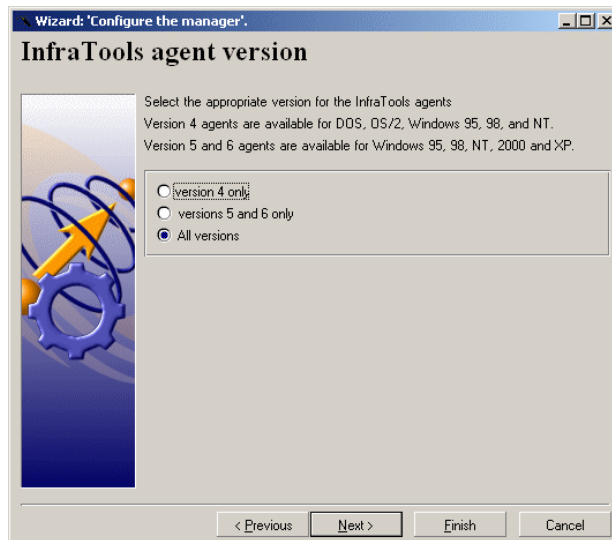 Wizard: 'Configure the manager'.
InfraTools agent version
Select the appropriate version for the InfraTools agents
Version 4 agents are available for DOS, OS/2, Windows 95, 98, and NT.
Version 5 and 6 agents are available for Windows 95, 98, NT, 2000 and XP.
version 4 only
versions 5 and 6 only
All versions
< Previous
Next >
Finish
Cancel